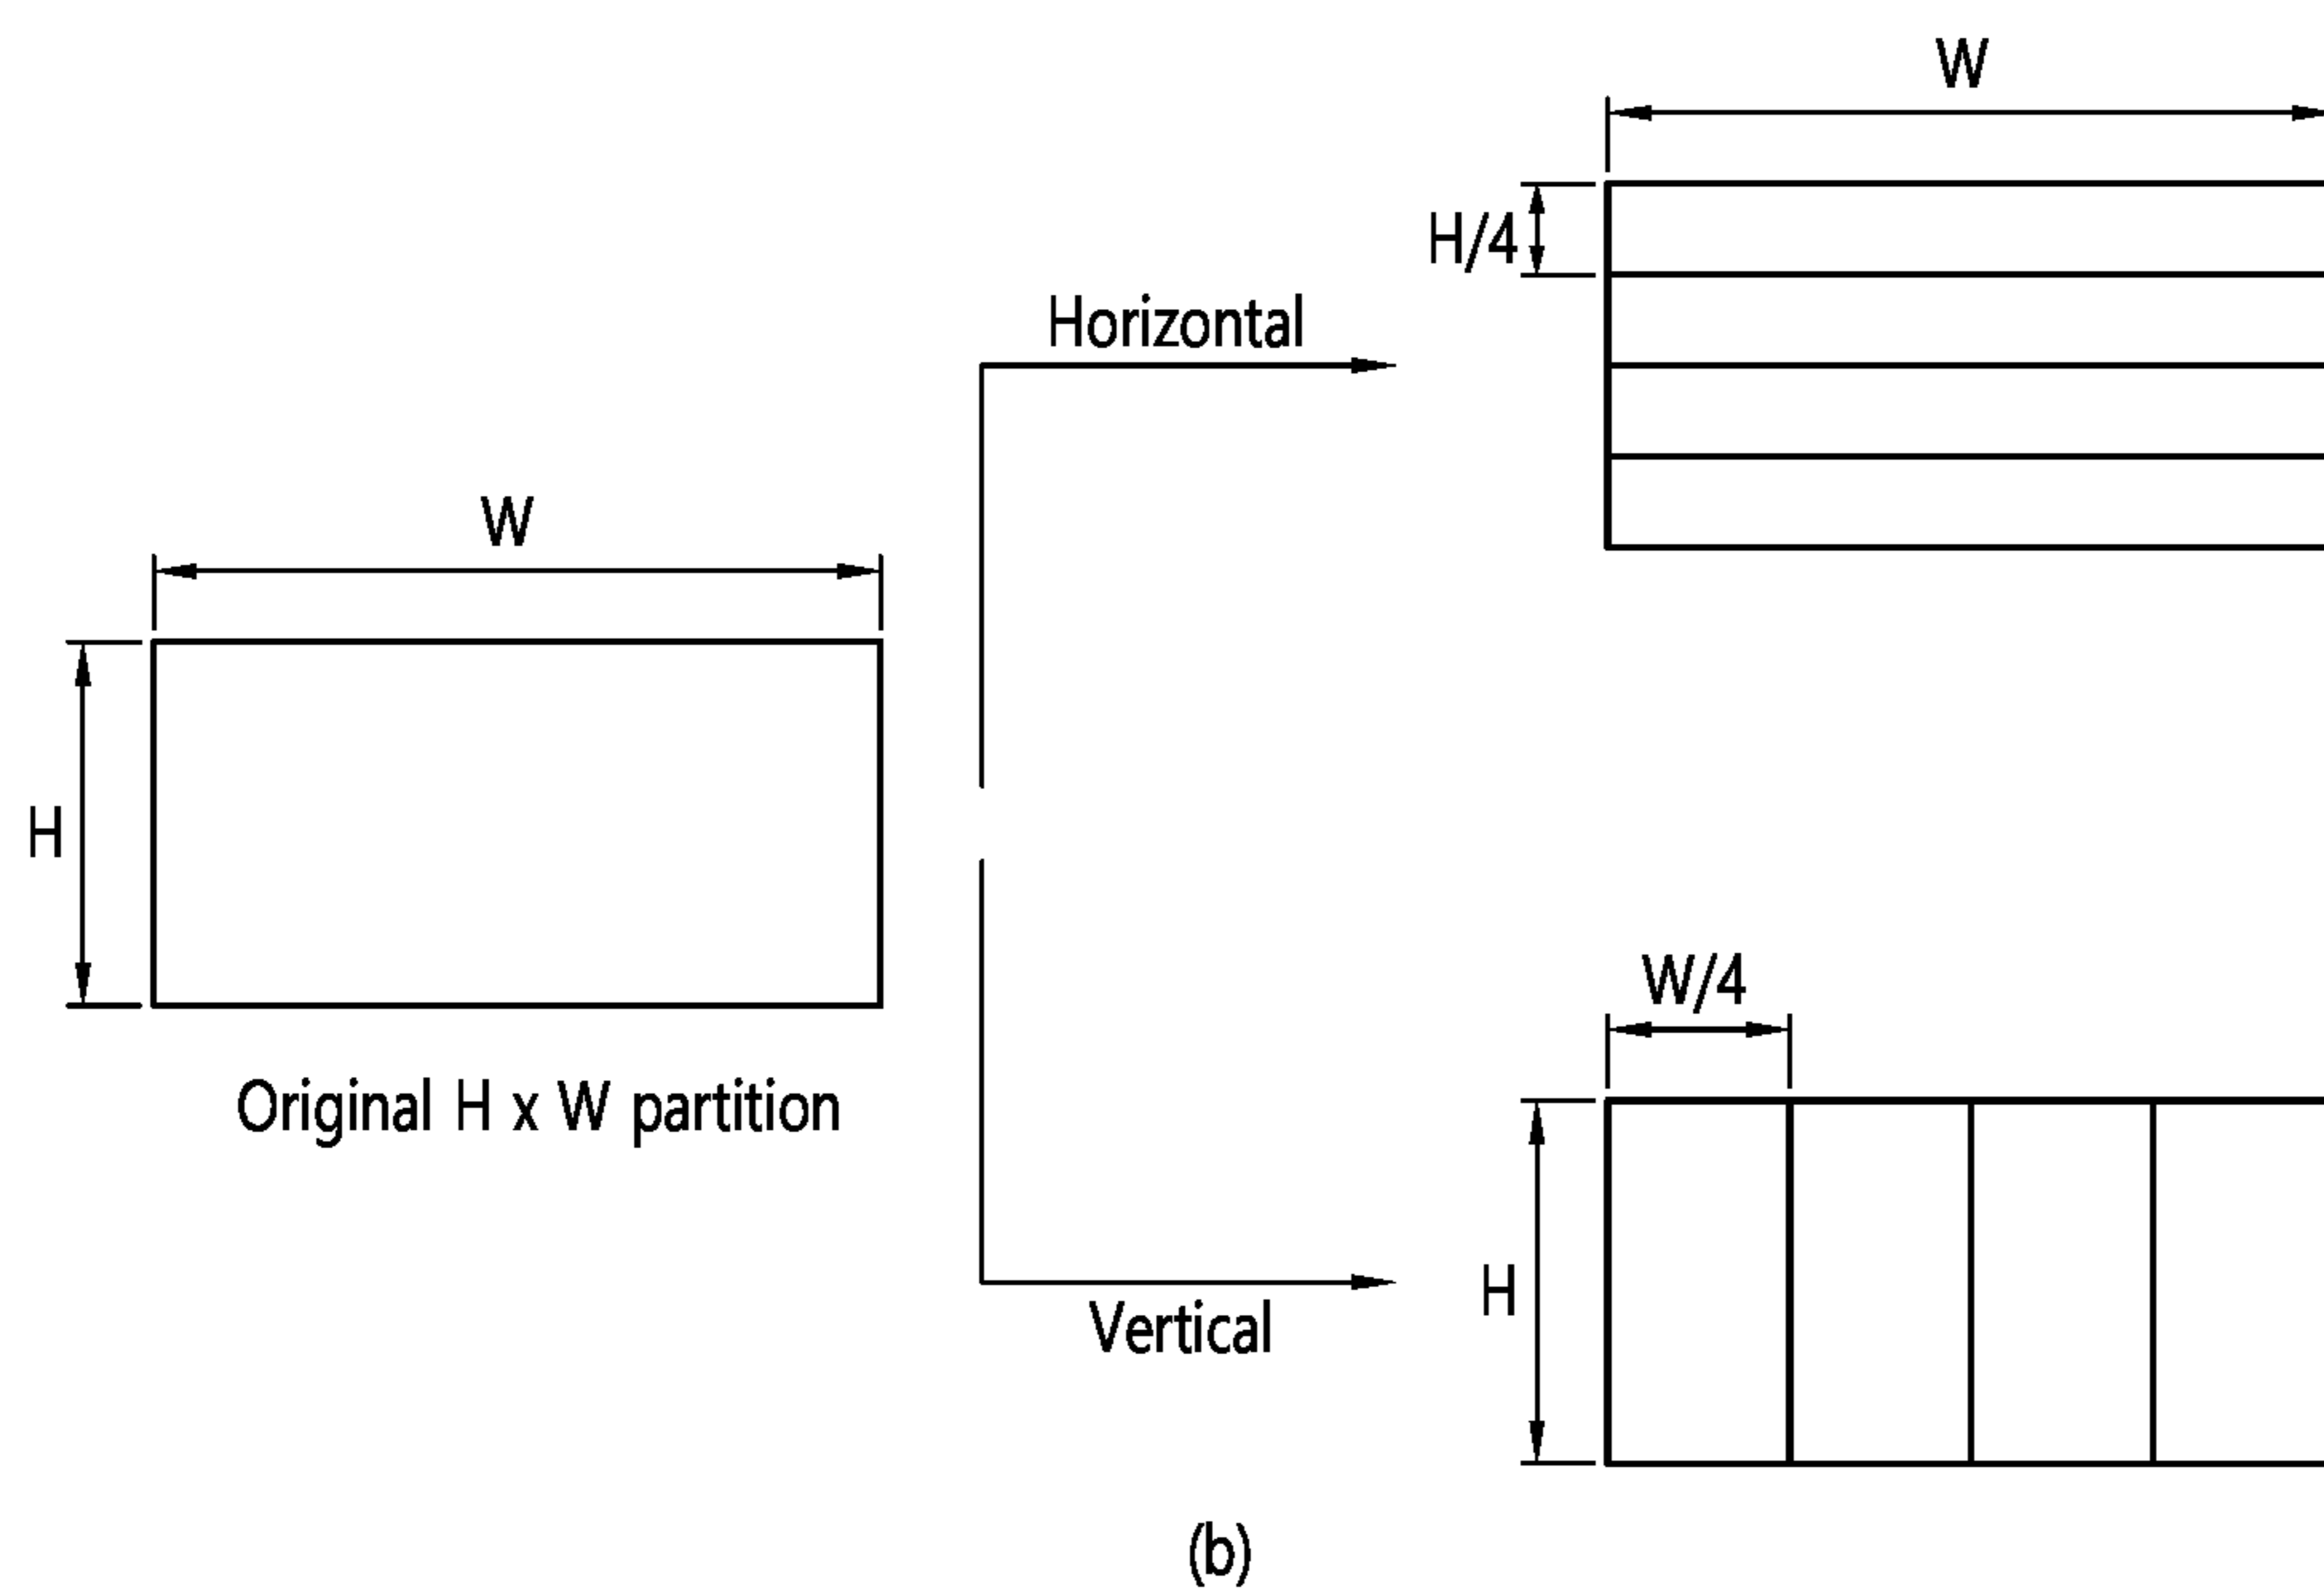 W
H/4
Horizontal
W
H
Original H x W partition
W/4
H
Vertical
(b)